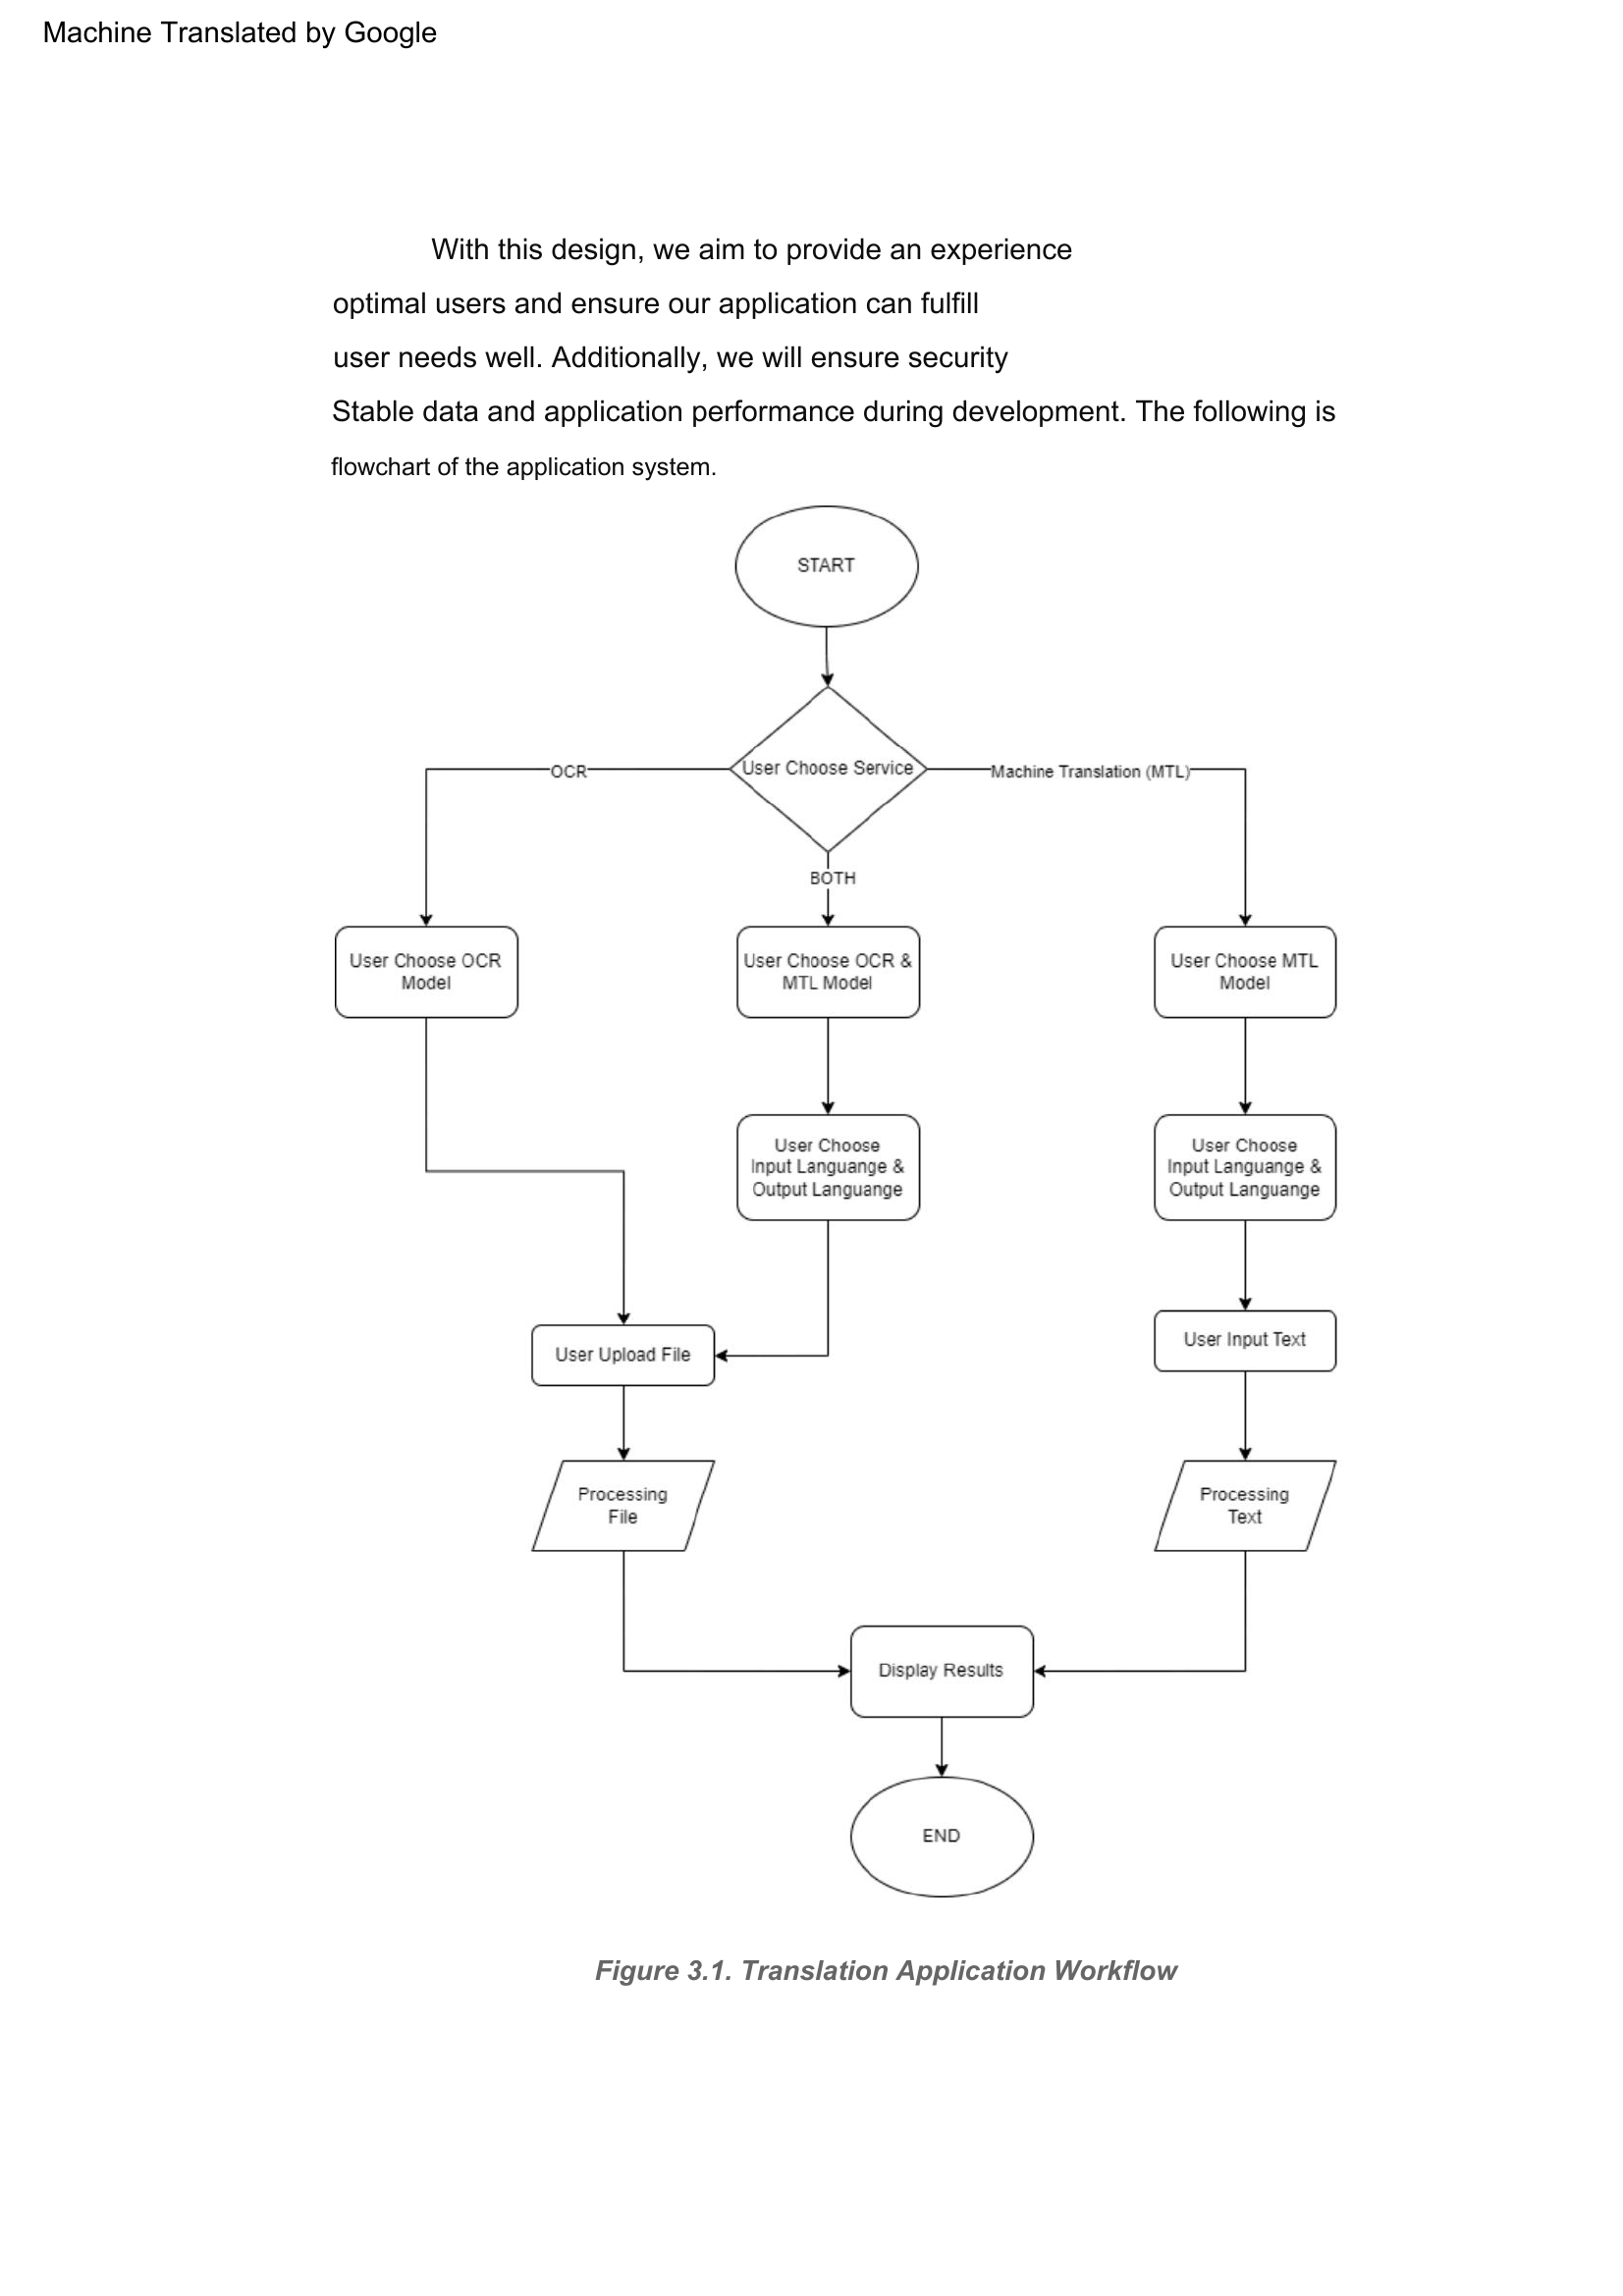 Machine Translated by Google
With this design, we aim to provide an experience
optimal users and ensure our application can fulfill
user needs well. Additionally, we will ensure security
Stable data and application performance during development. The following is
flowchart of the application system.
START
User Choose Service
OCR
Machine Translation (MTL)
BOTH
User Choose OCR
Model
User Choose OCR &
MTL Model
User Choose MTL
Model
User Choose
Input Languange &
Output Languange
User Choose
Input Languange &
Output Languange
User Upload File
User Input Text
Processing
File
Processing
Text
Display Results
END
Figure 3.1. Translation Application Workflow